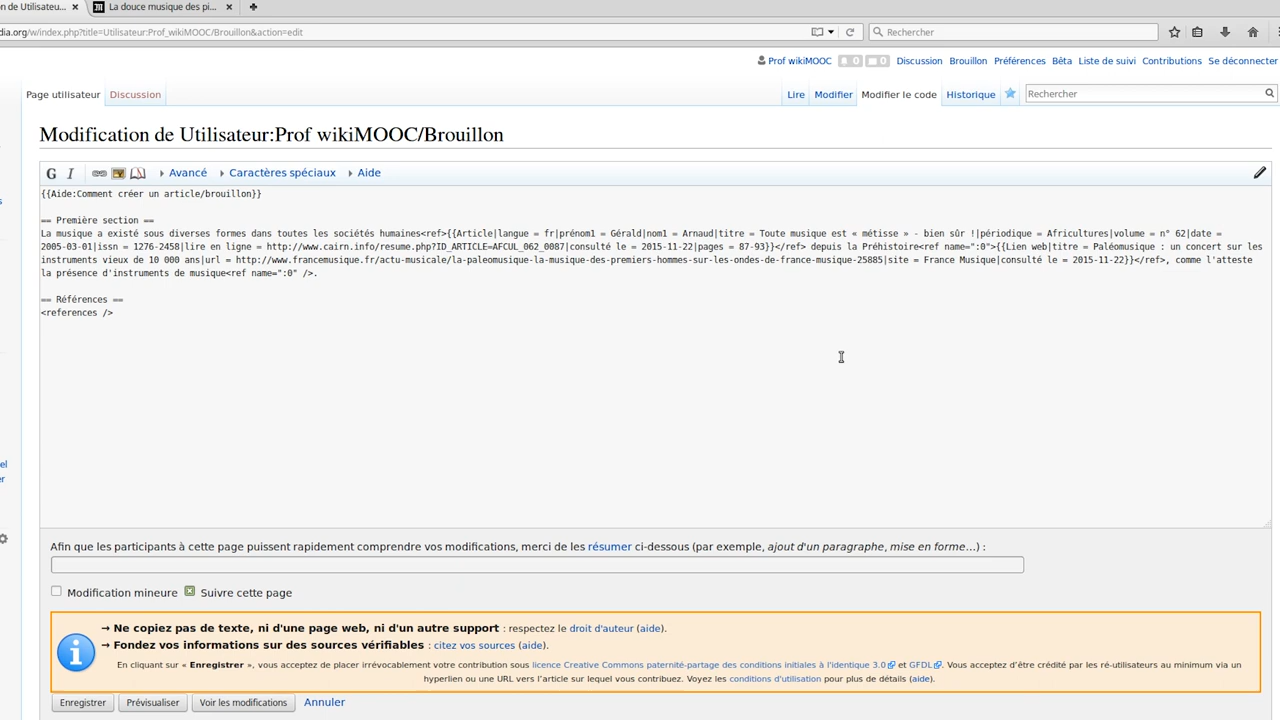 n de Utilisateu... × La douce musique des pi... ×
dia.org/w/index.php?title=Utilisateur:Prof_wikiMOOC/Brouillon&action=edit Rechercher
Prof wikiMOOC 0 0 Discussion Brouillon Préférences Bêta Liste de suivi Contributions Se déconnecter
Page utilisateur Discussion Lire Modifier Modifier le code Historique Rechercher
Modification de Utilisateur:Prof wikiMOOC/Brouillon
G I Avancé Caractères spéciaux Aide
{{Aide:Comment créer un article/brouillon}}
== Première section ==
La musique a existé sous diverses formes dans toutes les sociétés humaines<ref>{{Article|langue = fr|prénom1 = Gérald|nom1 = Arnaud|titre = Toute musique est « métisse » - bien sûr !|périodique = Africultures|volume = n° 62|date =
2005-03-01|issn = 1276-2458|lire en ligne = http://www.cairn.info/resume.php?ID_ARTICLE=AFCUL_062_0087|consulté le = 2015-11-22|pages = 87-93}}</ref> depuis la Préhistoire<ref name=":0">{{Lien web|titre = Paléomusique : un concert sur les
instruments vieux de 10 000 ans|url = http://www.francemusique.fr/actu-musicale/la-paleomusique-la-musique-des-premiers-hommes-sur-les-ondes-de-france-musique-25885|site = France Musique|consulté le = 2015-11-22}}</ref>, comme l'atteste
la présence d'instruments de musique<ref name=":0" />.
== Références ==
<references />
el
er
Afin que les participants à cette page puissent rapidement comprendre vos modifications, merci de les résumer ci-dessous (par exemple, ajout d'un paragraphe, mise en forme…) :
Modification mineure Suivre cette page
→ Ne copiez pas de texte, ni d'une page web, ni d'un autre support : respectez le droit d'auteur (aide).
→ Fondez vos informations sur des sources vérifiables : citez vos sources (aide).
En cliquant sur « Enregistrer », vous acceptez de placer irrévocablement votre contribution sous licence Creative Commons paternité-partage des conditions initiales à l'identique 3.0 et GFDL. Vous acceptez d’être crédité par les ré-utilisateurs au minimum via un
hyperlien ou une URL vers l’article sur lequel vous contribuez. Voyez les conditions d'utilisation pour plus de détails (aide).
Enregistrer Prévisualiser Voir les modifications Annuler